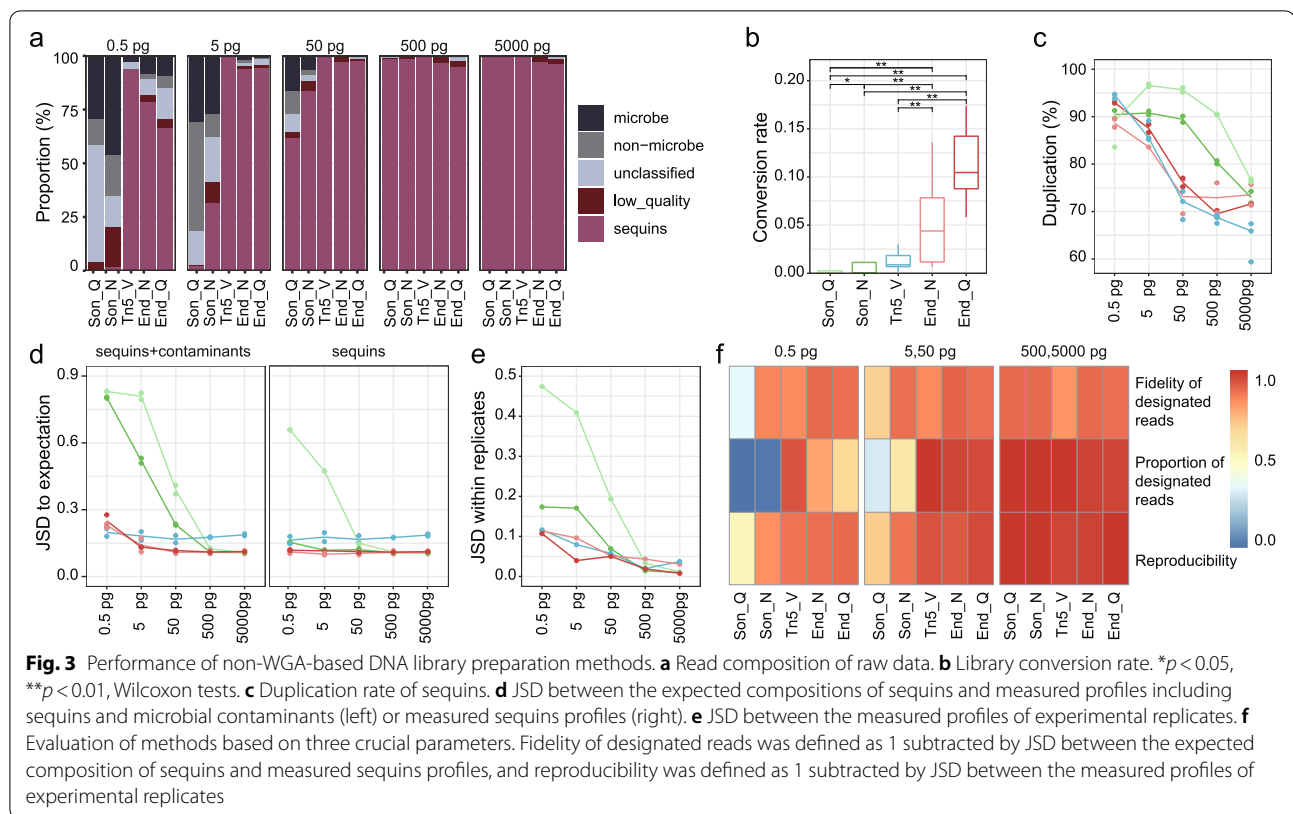 a
0.5 pg 5 pg 50 pg 500 pg 5000 pg
Proportion (%)
100
75
50
25
0
Son_Q Son_N Tn5_V End_N End_Q
Son_Q Son_N Tn5_V End_N End_Q
Son_Q Son_N Tn5_V End_N End_Q
Son_Q Son_N Tn5_V End_N End_Q
Son_Q Son_N Tn5_V End_N End_Q
microbe
non-microbe
unclassified
low_quality
sequins
b
Conversion rate
0.20
0.15
0.10
0.05
0.00
**
**
* **
**
**
**
Son_Q Son_N Tn5_V End_N End_Q
c
Duplication (%)
100
90
80
70
60
0.5 pg 5 pg 50 pg 500 pg 5000pg
d
sequins+contaminants sequins
JSD to expectation
0.9
0.6
0.3
0.0
0.5 pg 5 pg 50 pg 500 pg 5000pg
0.5 pg 5 pg 50 pg 500 pg 5000pg
e
JSD within replicates
0.5
0.4
0.3
0.2
0.1
0.0
0.5 pg 5 pg 50 pg 500 pg 5000pg
f
0.5 pg 5,50 pg 500,5000 pg
Fidelity of
designated
reads
Proportion of
designated
reads
Reproducibility
1.0
0.5
0.0
Son_Q Son_N Tn5_V End_N End_Q
Son_Q Son_N Tn5_V End_N End_Q
Son_Q Son_N Tn5_V End_N End_Q
Fig. 3 Performance of non-WGA-based DNA library preparation methods. a Read composition of raw data. b Library conversion rate. *p < 0.05,
**p < 0.01, Wilcoxon tests. c Duplication rate of sequins. d JSD between the expected compositions of sequins and measured profiles including
sequins and microbial contaminants (left) or measured sequins profiles (right). e JSD between the measured profiles of experimental replicates. f
Evaluation of methods based on three crucial parameters. Fidelity of designated reads was defined as 1 subtracted by JSD between the expected
composition of sequins and measured sequins profiles, and reproducibility was defined as 1 subtracted by JSD between the measured profiles of
experimental replicates